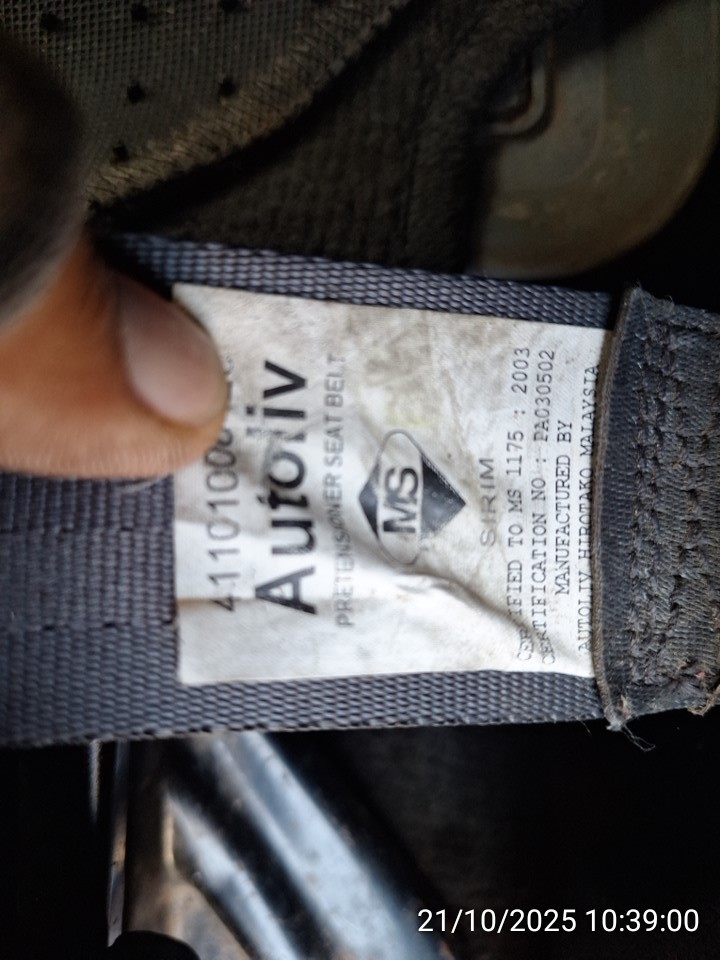 Autoliv
PRETENSIONER SEAT BELT
MS
SIRIM
CERTIFIED TO MS 1175 : 2003
CERTIFICATION NO : PA030502
MANUFACTURED BY
AUTOLIV HIROTAKO MALAYSIA
21/10/2025 10:39:00